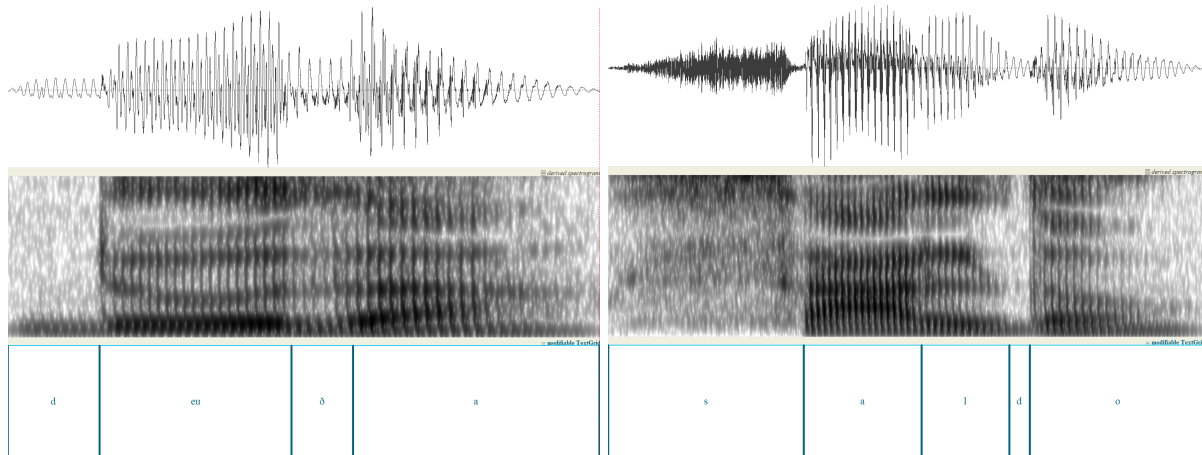 derived spectrogram
derived spectrogram
modifiable TextGrid
modifiable TextGrid
d eu ð a
s a l d o